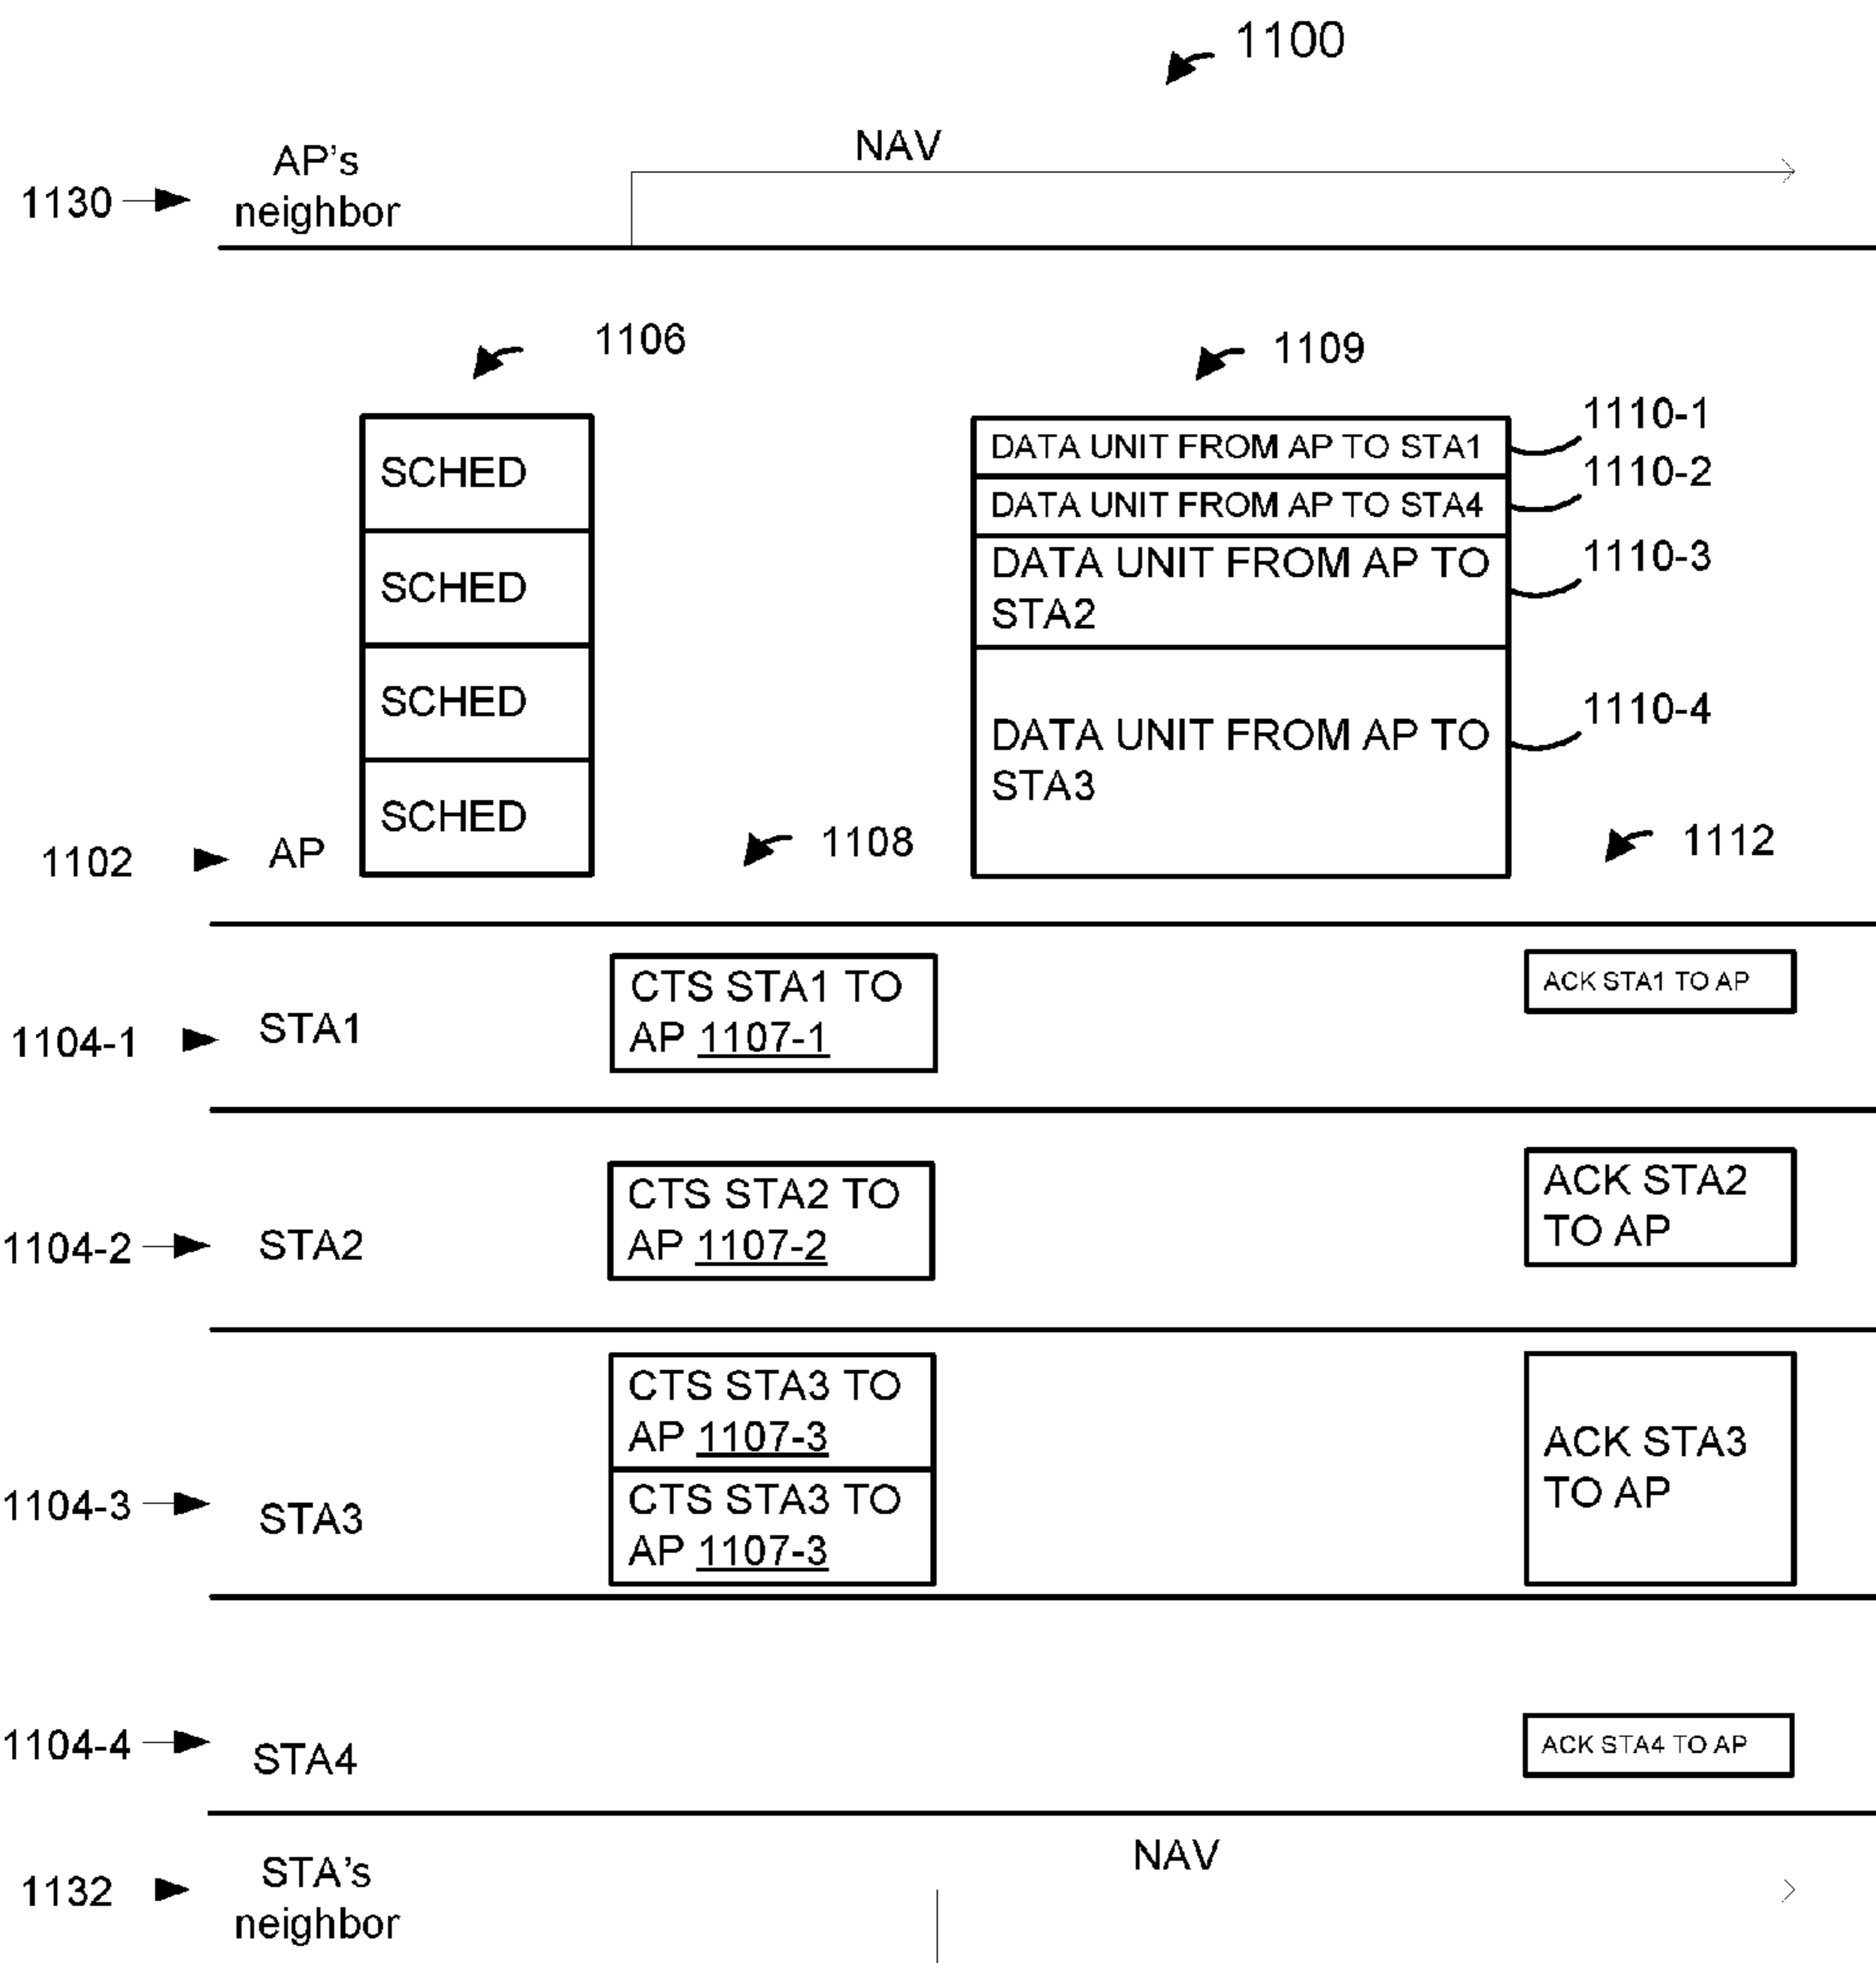 1100
NAV
AP's
neighbor
1130
1106
1109
SCHED
SCHED
SCHED
SCHED
DATA UNIT FROM AP TO STA1
DATA UNIT FROM AP TO STA4
DATA UNIT FROM AP TO
STA2
DATA UNIT FROM AP TO
STA3
1110-1
1110-2
1110-3
1110-4
1102
AP
1108
1112
1104-1
STA1
CTS STA1 TO
AP 1107-1
ACK STA1 TO AP
1104-2
STA2
CTS STA2 TO
AP 1107-2
ACK STA2
TO AP
1104-3
STA3
CTS STA3 TO
AP 1107-3
CTS STA3 TO
AP 1107-3
ACK STA3
TO AP
1104-4
STA4
ACK STA4 TO AP
1132
STA's
neighbor
NAV